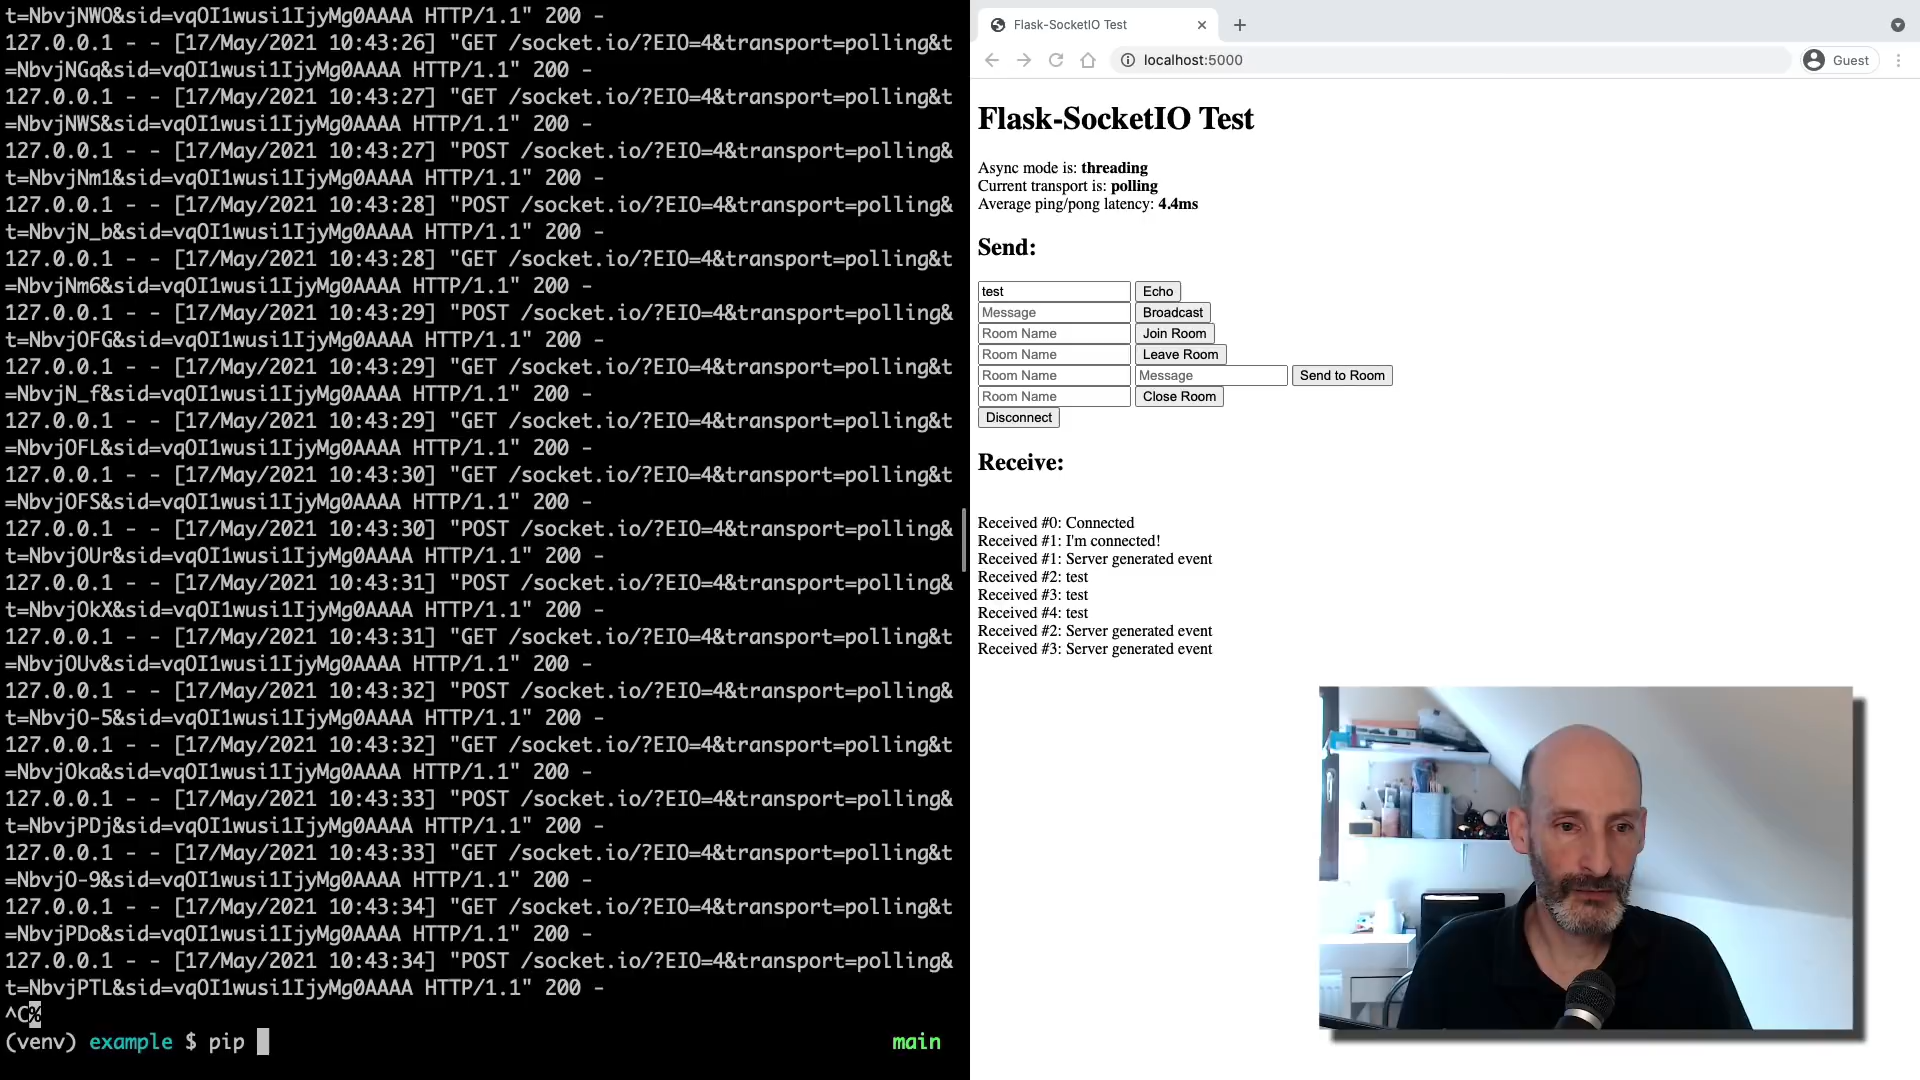 t=NbvjNWO&sid=vqOI1wusi1IjyMg0AAAA HTTP/1.1" 200 -
127.0.0.1 - - [17/May/2021 10:43:26] "GET /socket.io/?EIO=4&transport=polling&t
=NbvjNGq&sid=vqOI1wusi1IjyMg0AAAA HTTP/1.1" 200 -
127.0.0.1 - - [17/May/2021 10:43:27] "GET /socket.io/?EIO=4&transport=polling&t
=NbvjNWS&sid=vqOI1wusi1IjyMg0AAAA HTTP/1.1" 200 -
127.0.0.1 - - [17/May/2021 10:43:27] "POST /socket.io/?EIO=4&transport=polling&
t=NbvjNm1&sid=vqOI1wusi1IjyMg0AAAA HTTP/1.1" 200 -
127.0.0.1 - - [17/May/2021 10:43:28] "POST /socket.io/?EIO=4&transport=polling&
t=NbvjN_b&sid=vqOI1wusi1IjyMg0AAAA HTTP/1.1" 200 -
127.0.0.1 - - [17/May/2021 10:43:28] "GET /socket.io/?EIO=4&transport=polling&t
=NbvjNm6&sid=vqOI1wusi1IjyMg0AAAA HTTP/1.1" 200 -
127.0.0.1 - - [17/May/2021 10:43:29] "POST /socket.io/?EIO=4&transport=polling&
t=NbvjOFG&sid=vqOI1wusi1IjyMg0AAAA HTTP/1.1" 200 -
127.0.0.1 - - [17/May/2021 10:43:29] "GET /socket.io/?EIO=4&transport=polling&t
=NbvjN_f&sid=vqOI1wusi1IjyMg0AAAA HTTP/1.1" 200 -
127.0.0.1 - - [17/May/2021 10:43:29] "GET /socket.io/?EIO=4&transport=polling&t
=NbvjOFL&sid=vqOI1wusi1IjyMg0AAAA HTTP/1.1" 200 -
127.0.0.1 - - [17/May/2021 10:43:30] "GET /socket.io/?EIO=4&transport=polling&t
=NbvjOFS&sid=vqOI1wusi1IjyMg0AAAA HTTP/1.1" 200 -
127.0.0.1 - - [17/May/2021 10:43:30] "POST /socket.io/?EIO=4&transport=polling&
t=NbvjOUr&sid=vqOI1wusi1IjyMg0AAAA HTTP/1.1" 200 -
127.0.0.1 - - [17/May/2021 10:43:31] "POST /socket.io/?EIO=4&transport=polling&
t=NbvjOkX&sid=vqOI1wusi1IjyMg0AAAA HTTP/1.1" 200 -
127.0.0.1 - - [17/May/2021 10:43:31] "GET /socket.io/?EIO=4&transport=polling&t
=NbvjOUv&sid=vqOI1wusi1IjyMg0AAAA HTTP/1.1" 200 -
127.0.0.1 - - [17/May/2021 10:43:32] "POST /socket.io/?EIO=4&transport=polling&
t=NbvjO-5&sid=vqOI1wusi1IjyMg0AAAA HTTP/1.1" 200 -
127.0.0.1 - - [17/May/2021 10:43:32] "GET /socket.io/?EIO=4&transport=polling&t
=NbvjOka&sid=vqOI1wusi1IjyMg0AAAA HTTP/1.1" 200 -
127.0.0.1 - - [17/May/2021 10:43:33] "POST /socket.io/?EIO=4&transport=polling&
t=NbvjPDj&sid=vqOI1wusi1IjyMg0AAAA HTTP/1.1" 200 -
127.0.0.1 - - [17/May/2021 10:43:33] "GET /socket.io/?EIO=4&transport=polling&t
=NbvjO-9&sid=vqOI1wusi1IjyMg0AAAA HTTP/1.1" 200 -
127.0.0.1 - - [17/May/2021 10:43:34] "GET /socket.io/?EIO=4&transport=polling&t
=NbvjPDo&sid=vqOI1wusi1IjyMg0AAAA HTTP/1.1" 200 -
127.0.0.1 - - [17/May/2021 10:43:34] "POST /socket.io/?EIO=4&transport=polling&
t=NbvjPTL&sid=vqOI1wusi1IjyMg0AAAA HTTP/1.1" 200 -
^C%
(venv) example $ pip main
Flask-SocketIO Test
localhost:5000 Guest
Flask-SocketIO Test
Async mode is: threading
Current transport is: polling
Average ping/pong latency: 4.4ms
Send:
test Echo
Message Broadcast
Room Name Join Room
Room Name Leave Room
Room Name Message Send to Room
Room Name Close Room
Disconnect
Receive:
Received #0: Connected
Received #1: I'm connected!
Received #1: Server generated event
Received #2: test
Received #3: test
Received #4: test
Received #2: Server generated event
Received #3: Server generated event